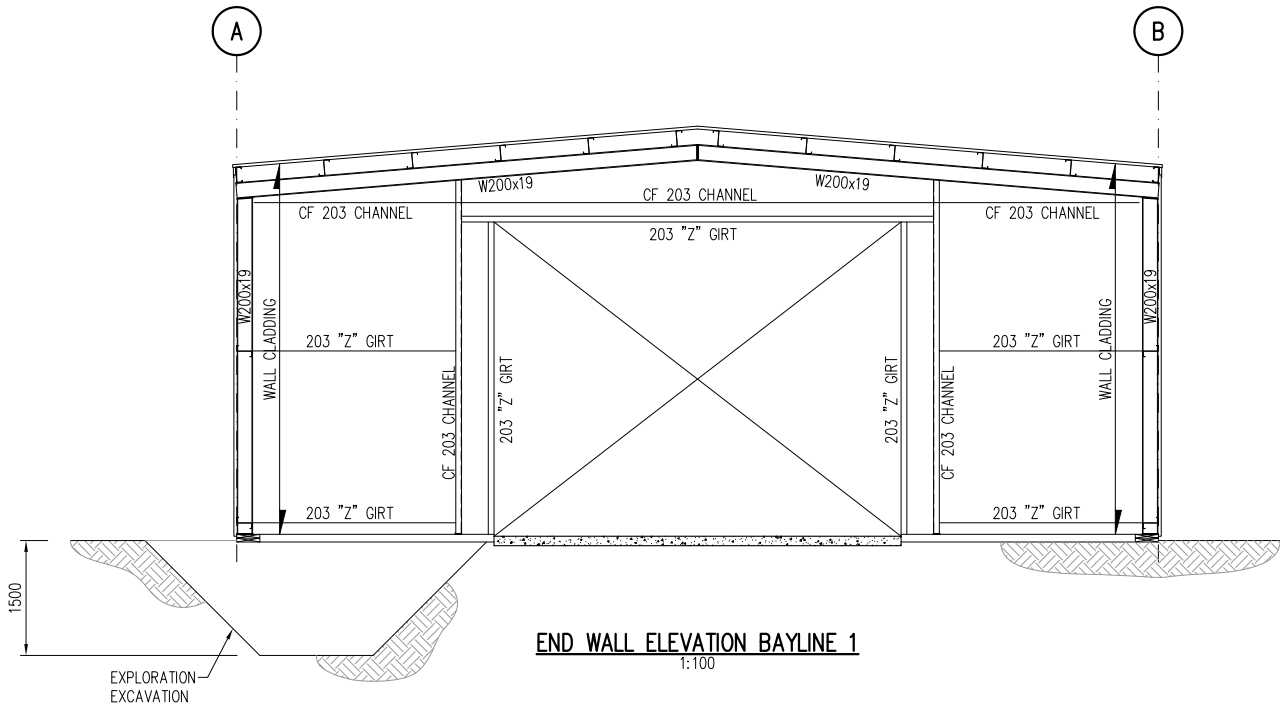 A
B
W200x19
W200x19
CF 203 CHANNEL
CF 203 CHANNEL
CF 203 CHANNEL
203 "Z" GIRT
W200x19
W200x19
WALL CLADDING
WALL CLADDING
203 "Z" GIRT
203 "Z" GIRT
CF 203 CHANNEL
203 "Z" GIRT
203 "Z" GIRT
CF 203 CHANNEL
203 "Z" GIRT
203 "Z" GIRT
1500
END WALL ELEVATION BAYLINE 1
1:100
EXPLORATION
EXCAVATION